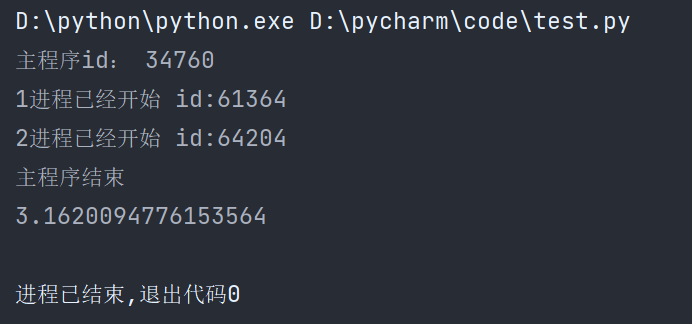 D:\python\python.exe D:\pycharm\code\test.py
主程序id： 34760
1进程已经开始 id:61364
2进程已经开始 id:64204
主程序结束
3.1620094776153564
进程已结束,退出代码0